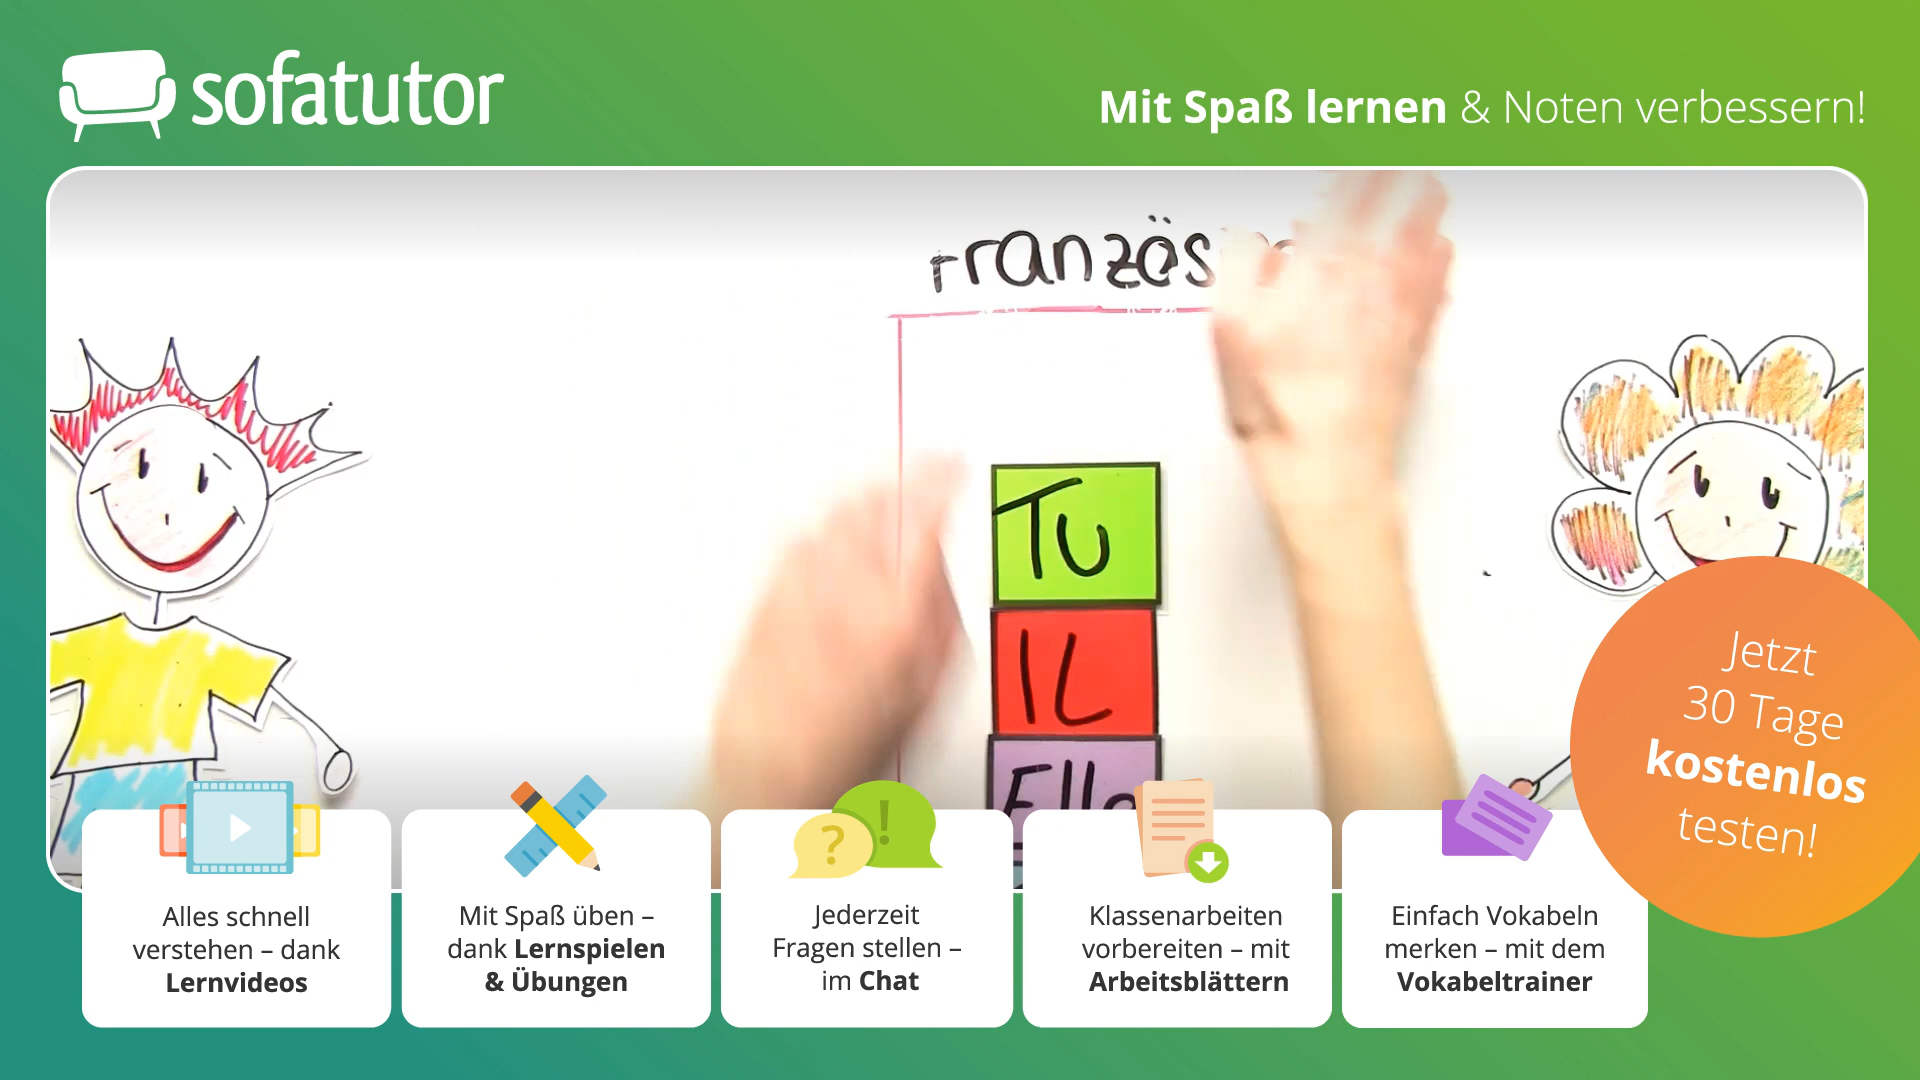 sofatutor
Mit Spaß lernen & Noten verbessern!
Tu
IL
Jetzt
30 Tage
kostenlos
testen!
?
!
Alles schnell
verstehen – dank
Lernvideos
Mit Spaß üben –
dank Lernspielen
& Übungen
Jederzeit
Fragen stellen –
im Chat
Klassenarbeiten
vorbereiten – mit
Arbeitsblättern
Einfach Vokabeln
merken – mit dem
Vokabeltrainer